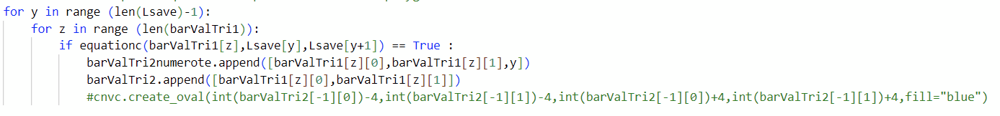 for y in range (len(Lsave)-1):
for z in range (len(barValTri1)):
if equationc(barValTri1[z],Lsave[y],Lsave[y+1]) == True :
barValTri2numerote.append([barValTri1[z][0],barValTri1[z][1],y])
barValTri2.append([barValTri1[z][0],barValTri1[z][1]])
#cnvc.create_oval(int(barValTri2[-1][0])-4,int(barValTri2[-1][1])-4,int(barValTri2[-1][0])+4,int(barValTri2[-1][1])+4,fill="blue")